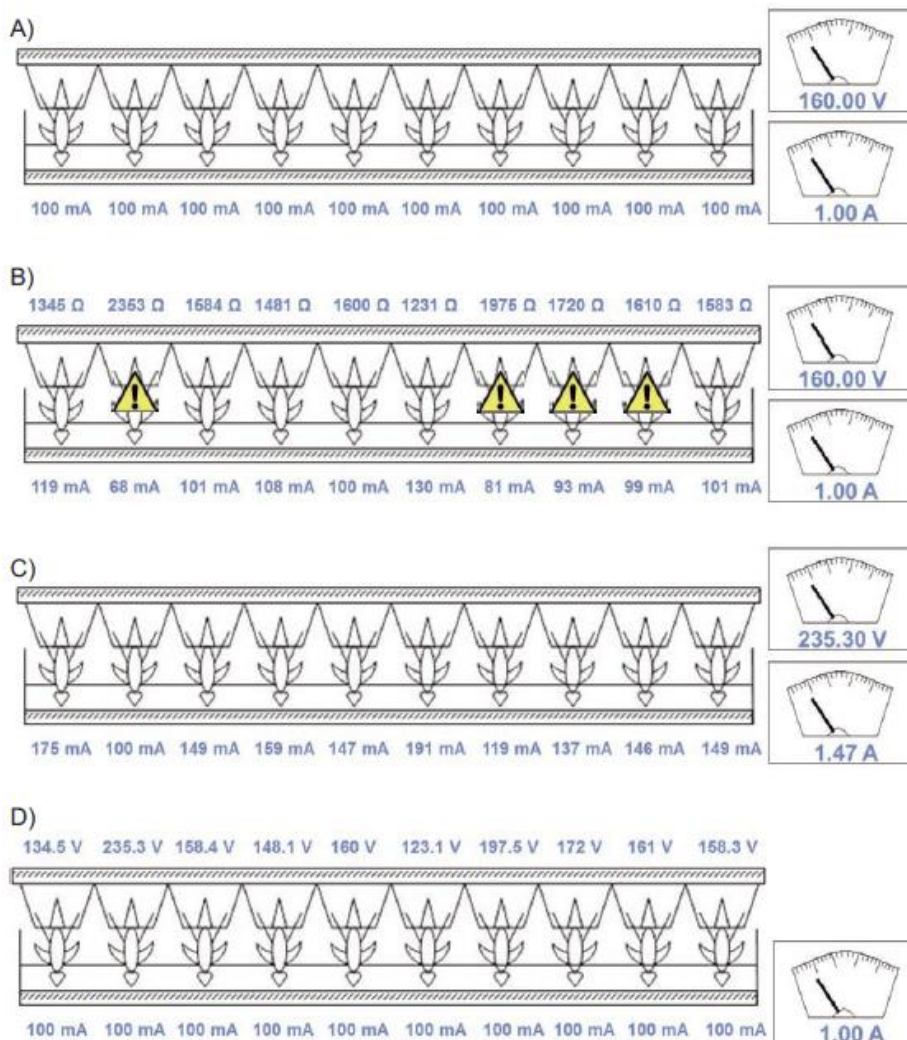 A)
160.00 V
1.00 A
100 mA 100 mA 100 mA 100 mA 100 mA 100 mA 100 mA 100 mA 100 mA 100 mA
B)
1345 Ω 2353 Ω 1584 Ω 1481 Ω 1600 Ω 1231 Ω 1975 Ω 1720 Ω 1610 Ω 1583 Ω
160.00 V
1.00 A
119 mA 68 mA 101 mA 108 mA 100 mA 130 mA 81 mA 93 mA 99 mA 101 mA
C)
235.30 V
1.47 A
175 mA 100 mA 149 mA 159 mA 147 mA 191 mA 119 mA 137 mA 146 mA 149 mA
D)
134.5 V 235.3 V 158.4 V 148.1 V 160 V 123.1 V 197.5 V 172 V 161 V 158.3 V
100 mA 100 mA 100 mA 100 mA 100 mA 100 mA 100 mA 100 mA 100 mA 100 mA
1.00 A